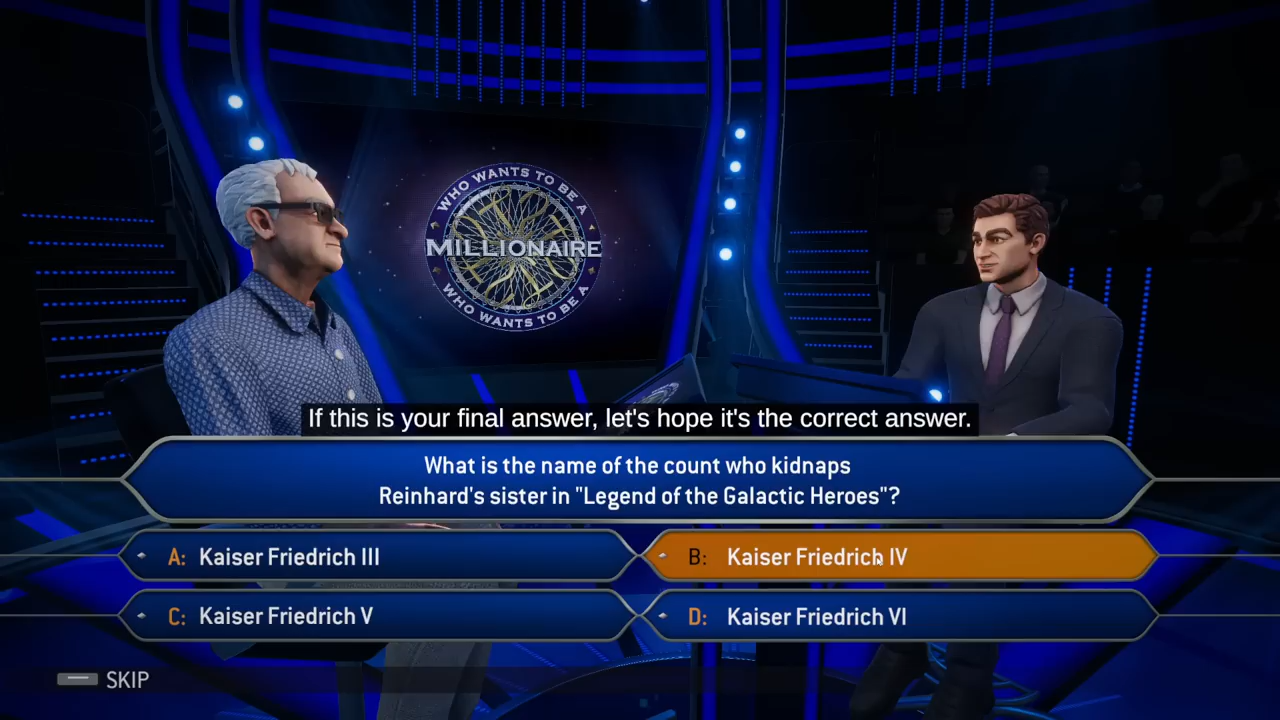 WHO WANTS TO BE A
MILLIONAIRE
WHO WANTS TO BE A
If this is your final answer, let's hope it's the correct answer.
What is the name of the count who kidnaps
Reinhard's sister in "Legend of the Galactic Heroes"?
A: Kaiser Friedrich III
B: Kaiser Friedrich IV
C: Kaiser Friedrich V
D: Kaiser Friedrich VI
SKIP